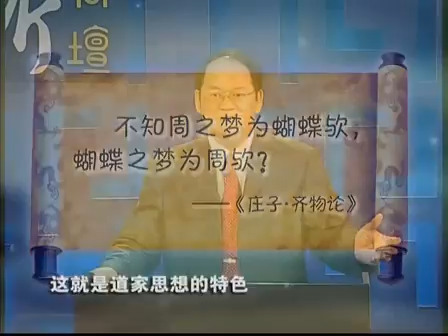 坛
不知周之梦为蝴蝶欤,
蝴蝶之梦为周欤?
——《庄子·齐物论》
这就是道家思想的特色